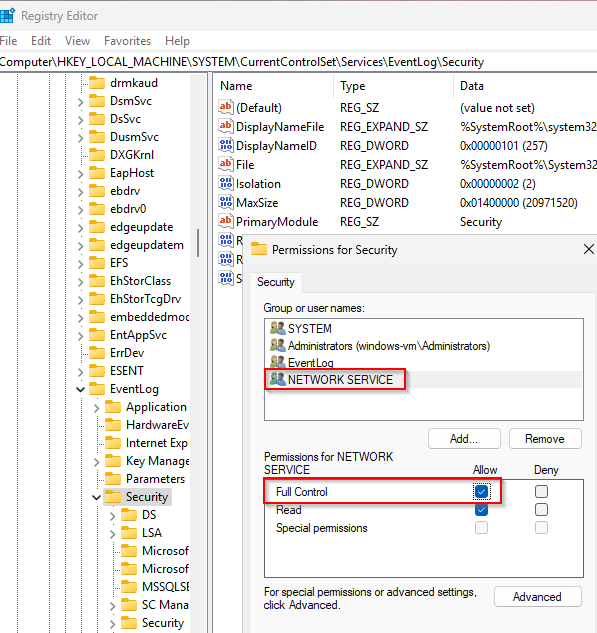 Registry Editor
File Edit View Favorites Help
Computer\HKEY_LOCAL_MACHINE\SYSTEM\CurrentControlSet\Services\EventLog\Security
drmkaud
DsmSvc
DsSvc
DusmSvc
DXGKrnl
EapHost
ebdrv
ebdrv0
edgeupdate
edgeupdatem
EFS
EhStorClass
EhStorTcgDrv
embeddedmod
EntAppSvc
ErrDev
ESENT
EventLog
Application
HardwareEv
Internet Exp
Key Manage
Parameters
Security
DS
LSA
Microsof
Microsof
MSSQLSE
SC Mana
Security
Name Type Data
(Default) REG_SZ (value not set)
DisplayNameFile REG_EXPAND_SZ %SystemRoot%\system32
DisplayNameID REG_DWORD 0x00000101 (257)
File REG_EXPAND_SZ %SystemRoot%\System32
Isolation REG_DWORD 0x00000002 (2)
MaxSize REG_DWORD 0x01400000 (20971520)
PrimaryModule REG_SZ Security
R
R
S
Permissions for Security
Security
Group or user names:
SYSTEM
Administrators (windows-vm\Administrators)
EventLog
NETWORK SERVICE
Add... Remove
Permissions for NETWORK
SERVICE Allow Deny
Full Control
Read
Special permissions
For special permissions or advanced settings,
click Advanced.
Advanced